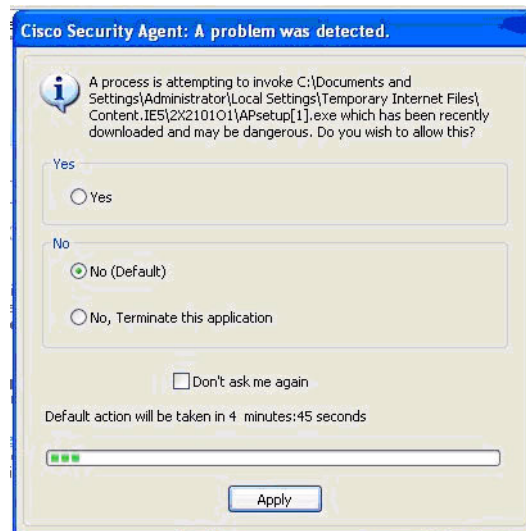 Cisco Security Agent: A problem was detected.
A process is attempting to invoke C:\Documents and
Settings\Administrator\Local Settings\Temporary Internet Files\
Content.IE5\2X2101O1\APsetup[1].exe which has been recently
downloaded and may be dangerous. Do you wish to allow this?
Yes
Yes
No
No (Default)
No, Terminate this application
Don't ask me again
Default action will be taken in 4 minutes:45 seconds
Apply